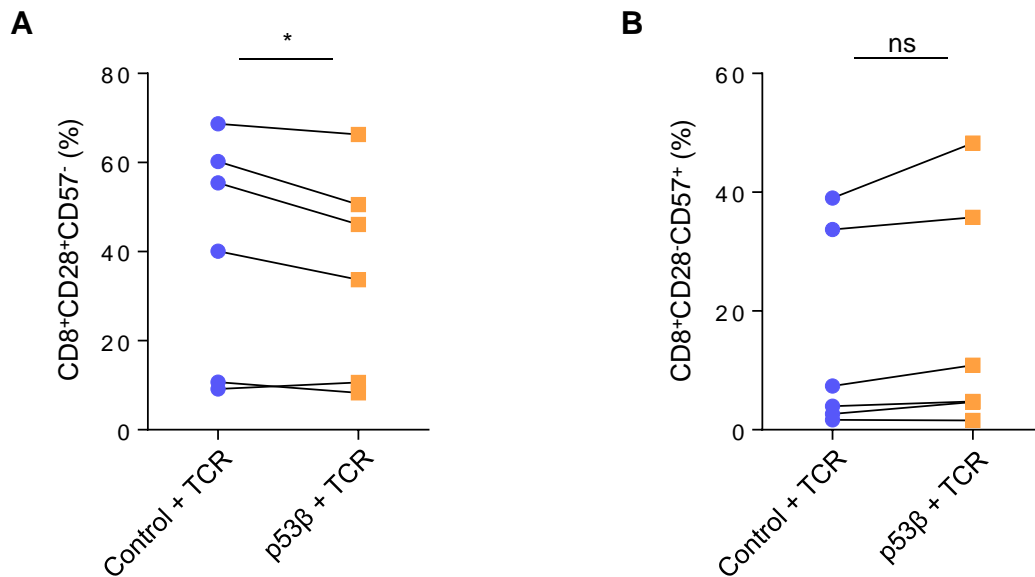 A
*
CD8⁺CD28⁺CD57⁻ (%)
80
60
40
20
0
Control + TCR
p53β + TCR
B
ns
CD8⁺CD28⁻CD57⁺ (%)
60
40
20
0
Control + TCR
p53β + TCR